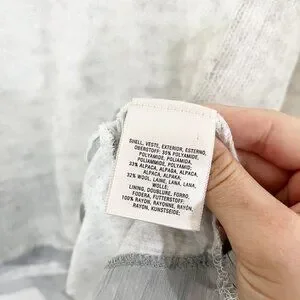 SHELL, VESTE, EXTERIOR, ESTERNO,
OBERSTOFF: 35% POLYAMIDE,
POLYAMIDE, POLIAMIDA,
POLIAMMIDE, POLYAMID;
33% ALPACA, ALPAGA, ALPACA,
ALPACA, ALPAKA;
32% WOOL, LAINE, LANA, LANA,
WOLLE;
LINING, DOUBLURE, FORRO,
FODERA, FUTTERSTOFF:
100% RAYON, RAYONNE, RAYÓN,
RAYON, KUNSTSEIDE;